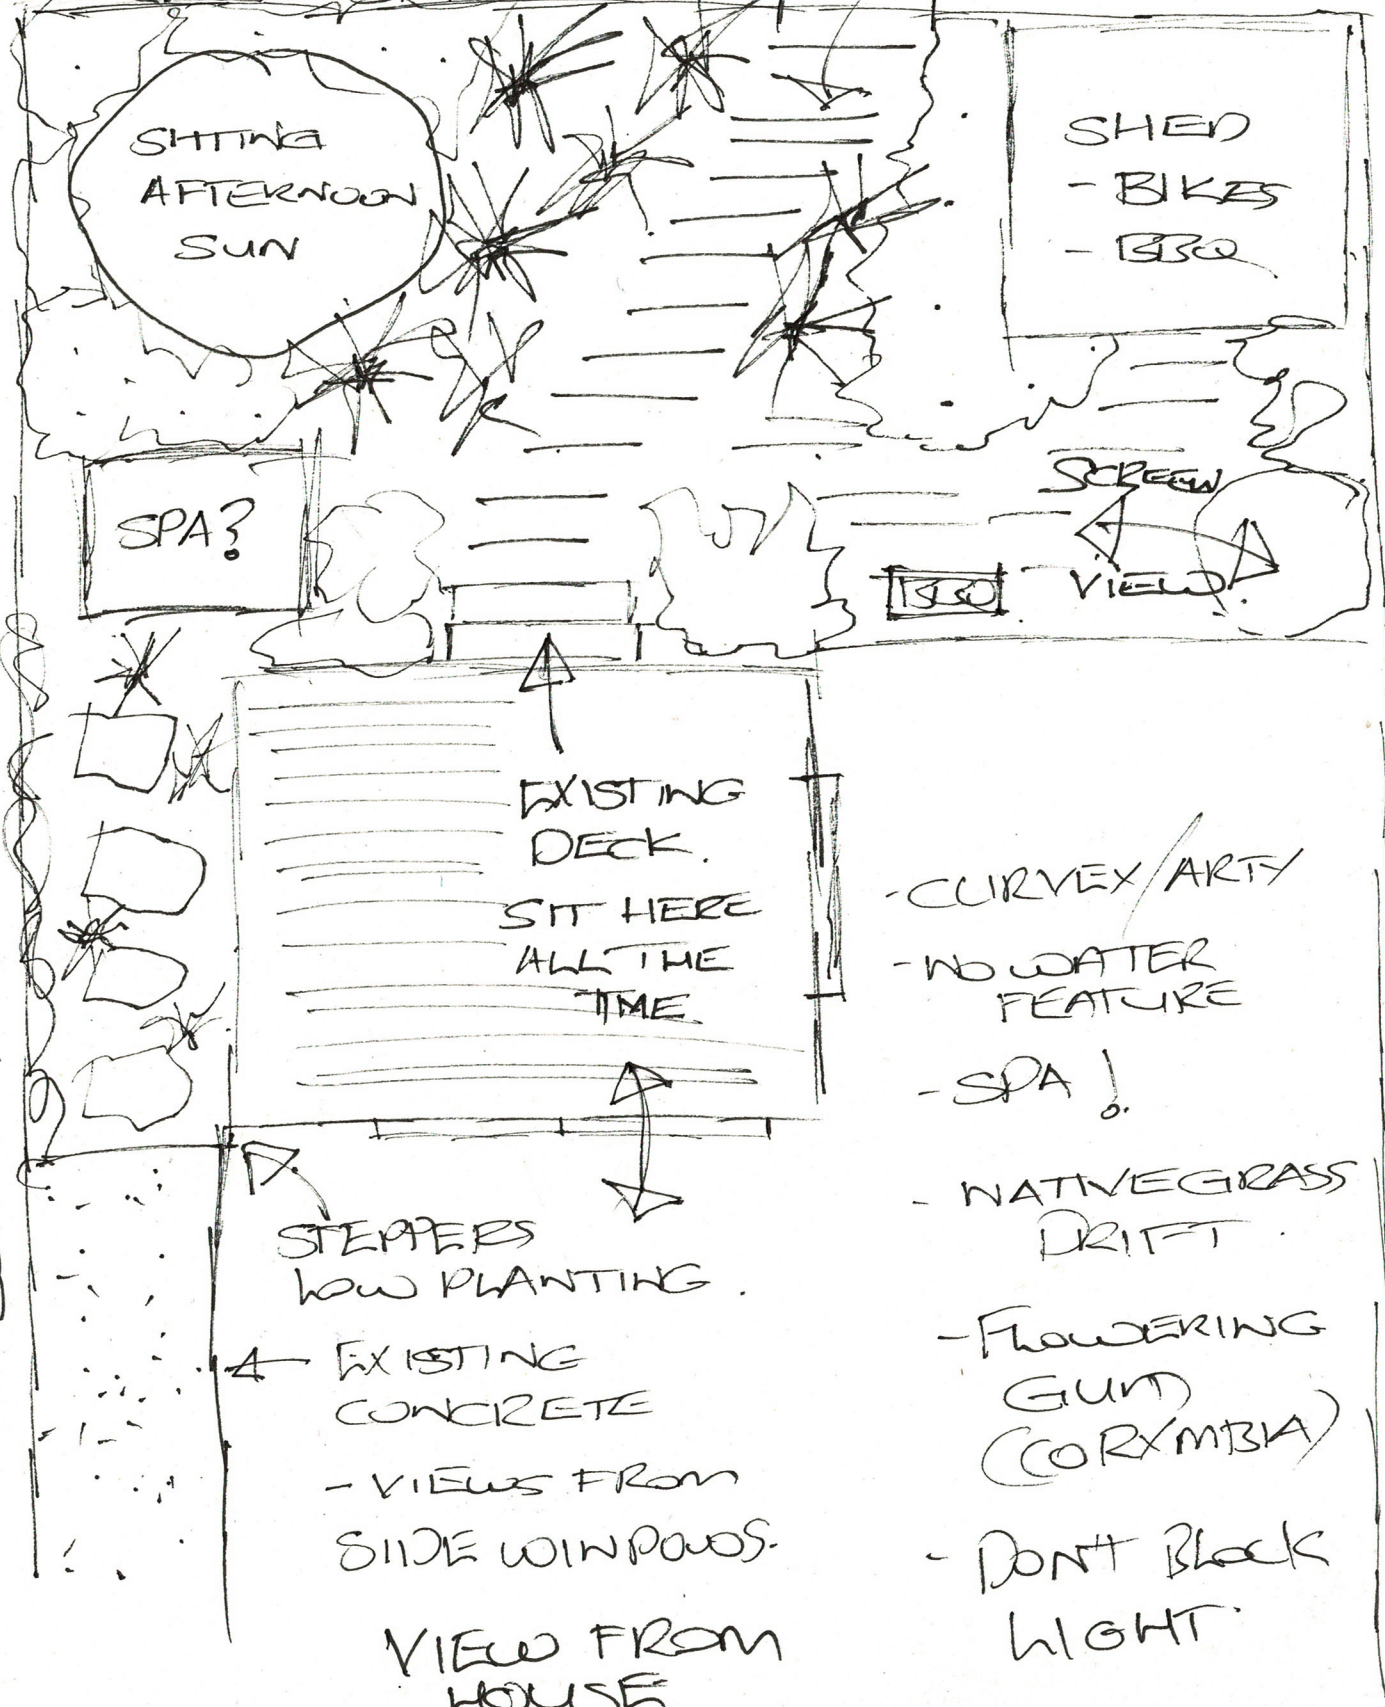 SITTING
AFTERNOON
SUN
SHED
- BIKES
- BBQ
SPA?
SCREEN
VIEW
BBQ
EXISTING
DECK.
SIT HERE
ALL THE
TIME
- CURVEX/ARTY
- NO WATER
FEATURE
- SPA!
- NATIVE GRASS
DRIFT.
- FLOWERING
GUM
(CORYMBIA)
- DON'T BLOCK
LIGHT.
STEPPERS
LOW PLANTING.
EXISTING
CONCRETE
- VIEWS FROM
SIDE WINDOWS.
VIEW FROM
HOUSE